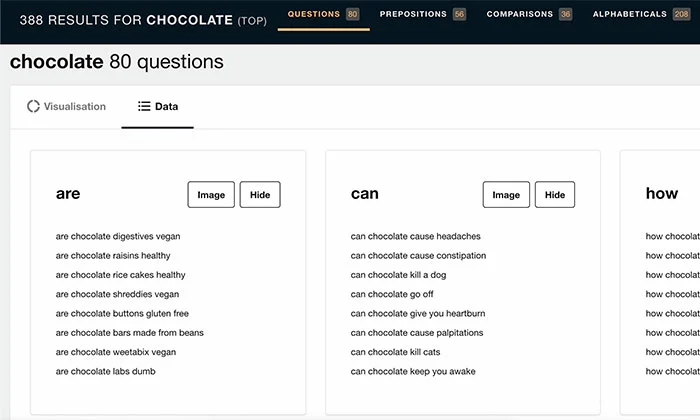 388 RESULTS FOR CHOCOLATE (TOP)
QUESTIONS 80
PREPOSITIONS 56
COMPARISONS 36
ALPHABETICALS 208
chocolate 80 questions
Visualisation
Data
are
Image
Hide
are chocolate digestives vegan
are chocolate raisins healthy
are chocolate rice cakes healthy
are chocolate shreddies vegan
are chocolate buttons gluten free
are chocolate bars made from beans
are chocolate weetabix vegan
are chocolate labs dumb
can
Image
Hide
can chocolate cause headaches
can chocolate cause constipation
can chocolate kill a dog
can chocolate go off
can chocolate give you heartburn
can chocolate cause palpitations
can chocolate kill cats
can chocolate keep you awake
how
how chocolat
how chocolat
how chocolat
how chocolat
how chocolat
how chocolat
how chocolat
how chocolat